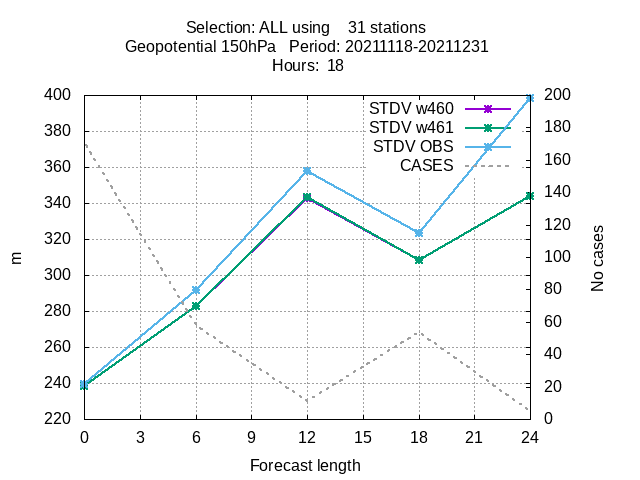 Selection: ALL using    31 stations
Geopotential 150hPa   Period: 20211118-20211231
Hours:  18
STDV w460
STDV w461
STDV OBS
CASES
400
380
360
340
320
300
280
260
240
220
m
200
180
160
140
120
100
80
60
40
20
0
No cases
0 3 6 9 12 15 18 21 24
Forecast length